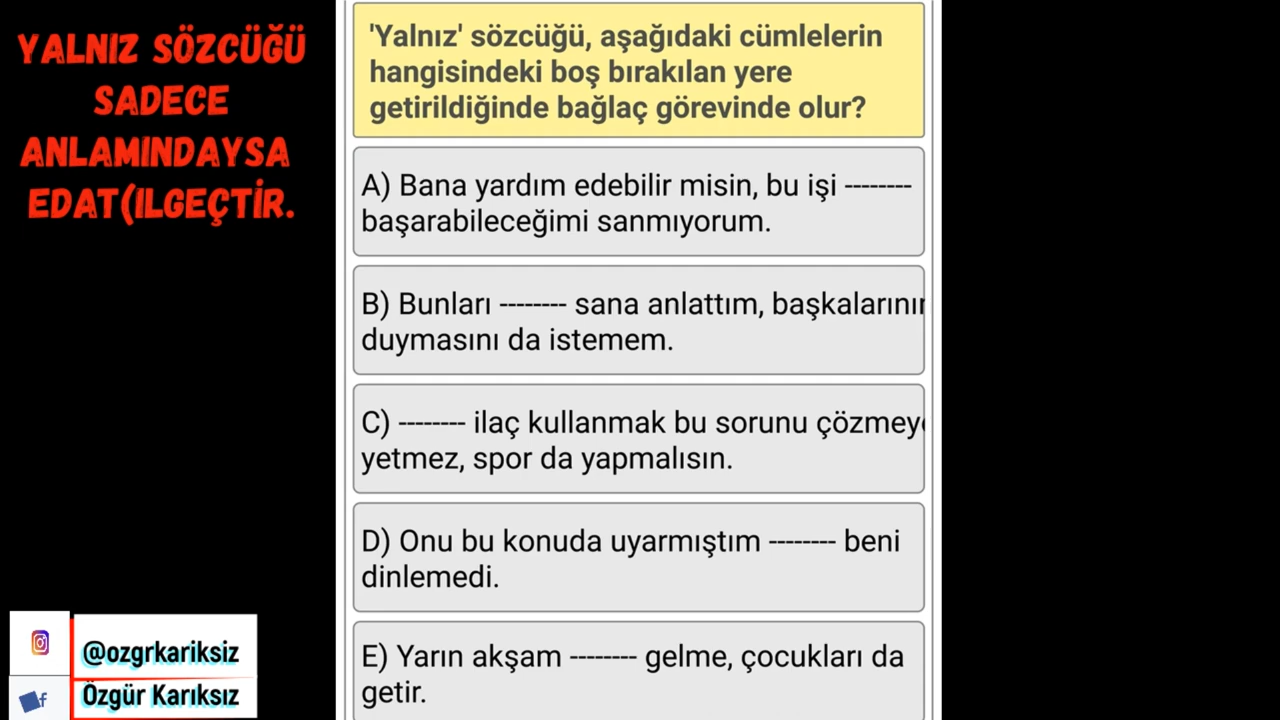 YALNIZ SÖZCÜĞÜ
SADECE
ANLAMINDAYSA
EDAT(ILGEÇTİR.
'Yalnız' sözcüğü, aşağıdaki cümlelerin
hangisindeki boş bırakılan yere
getirildiğinde bağlaç görevinde olur?
A) Bana yardım edebilir misin, bu işi --------
başarabileceğimi sanmıyorum.
B) Bunları -------- sana anlattım, başkalarının
duymasını da istemem.
C) -------- ilaç kullanmak bu sorunu çözmeye
yetmez, spor da yapmalısın.
D) Onu bu konuda uyarmıştım -------- beni
dinlemedi.
E) Yarın akşam -------- gelme, çocukları da
getir.
@ozgrkariksiz
Özgür Karıksız